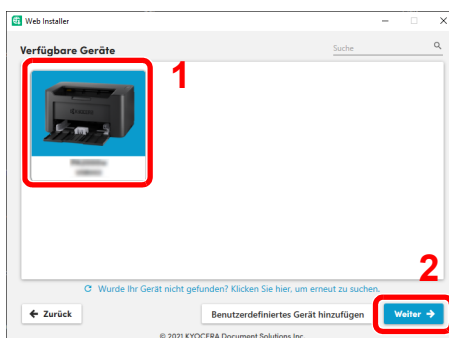 Web Installer
Verfügbare Geräte
Suche
1
2
Wurde Ihr Gerät nicht gefunden? Klicken Sie hier, um erneut zu suchen.
Zurück
Benutzerdefiniertes Gerät hinzufügen
Weiter
© 2021 KYOCERA Document Solutions Inc.